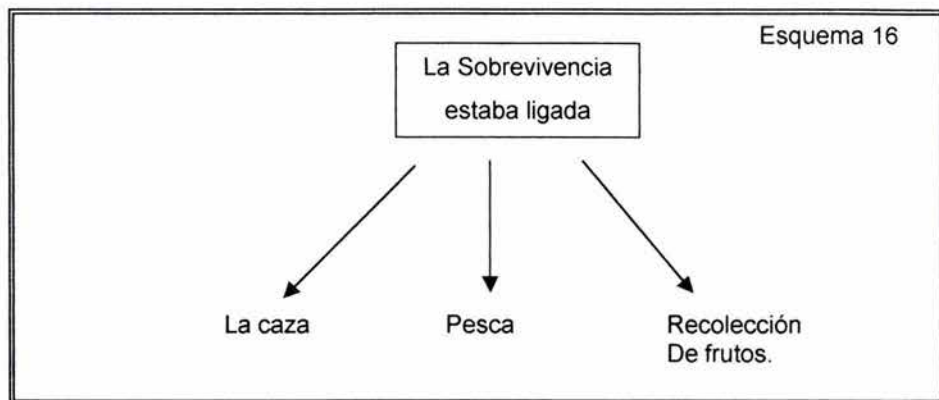 Esquema 16
La Sobrevivencia
estaba ligada
La caza
Pesca
Recolección
De frutos.